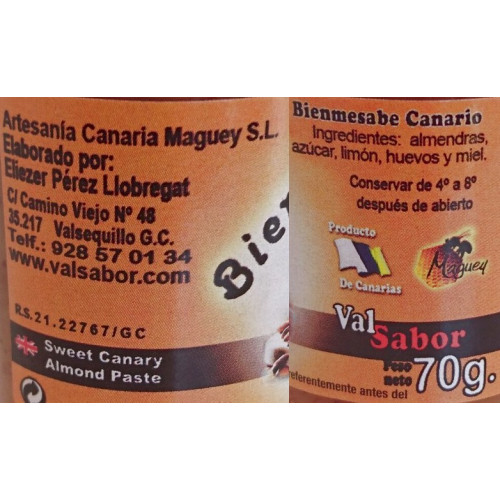 Artesanía Canaria Maguey S.L.
Elaborado por:
Eliezer Pérez Llobregat
C/ Camino Viejo Nº 48
35.217 Valsequillo G.C.
Telf.: 928 57 01 34
www.valsabor.com
R.S.21.22767/GC
Sweet Canary
Almond Paste
Bienmesabe Canario
Ingredientes: almendras,
azúcar, limón, huevos y miel.
Conservar de 4º a 8º
después de abierto
Producto
De Canarias
Maguey
Val
Sabor
Peso
neto 70g.
antes del